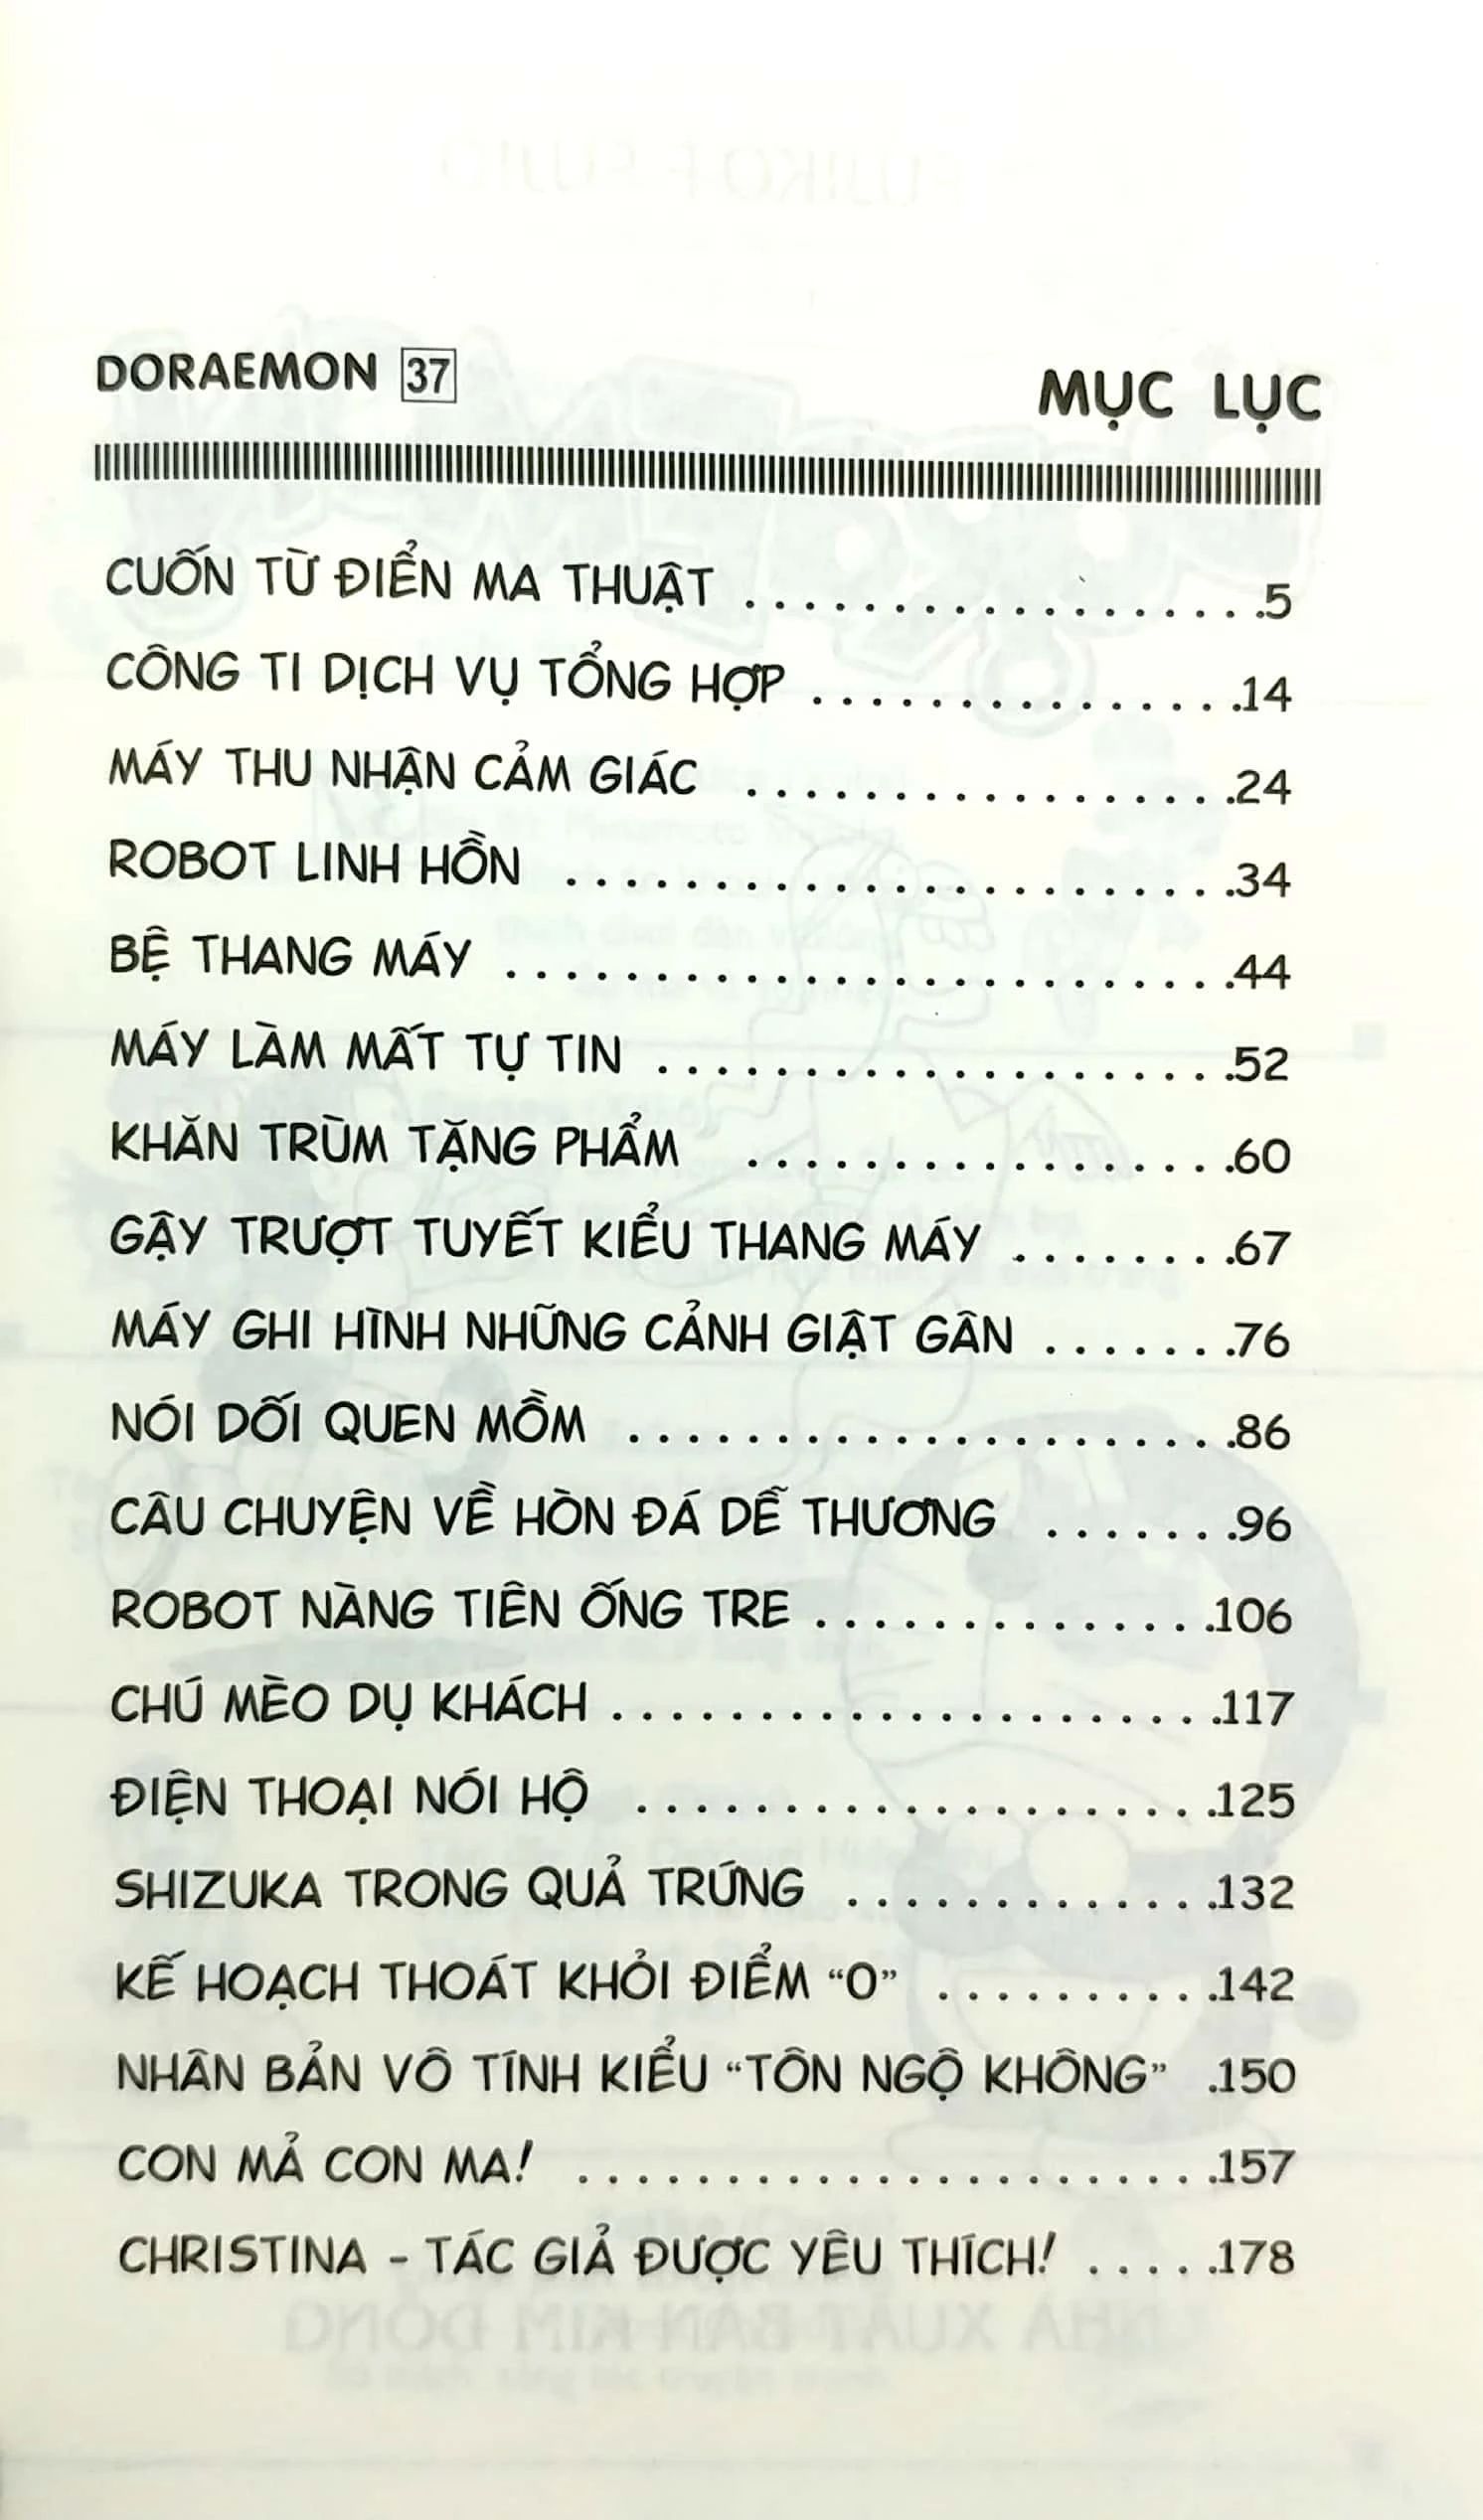 DORAEMON 37
MỤC LỤC
CUỐN TỪ ĐIỂN MA THUẬT . . . . . . . . . . . . . . . . . .5
CÔNG TI DỊCH VỤ TỔNG HỢP . . . . . . . . . . . . . . .14
MÁY THU NHẬN CẢM GIÁC . . . . . . . . . . . . . . . . .24
ROBOT LINH HỒN . . . . . . . . . . . . . . . . . . . . . . .34
BỆ THANG MÁY . . . . . . . . . . . . . . . . . . . . . . . . .44
MÁY LÀM MẤT TỰ TIN . . . . . . . . . . . . . . . . . . . .52
KHĂN TRÙM TẶNG PHẨM . . . . . . . . . . . . . . . . .60
GẬY TRƯỢT TUYẾT KIỂU THANG MÁY . . . . . . . .67
MÁY GHI HÌNH NHỮNG CẢNH GIẬT GÂN . . . . . . .76
NÓI DỐI QUEN MỒM . . . . . . . . . . . . . . . . . . . . .86
CÂU CHUYỆN VỀ HÒN ĐÁ DỄ THƯƠNG . . . . . . .96
ROBOT NÀNG TIÊN ỐNG TRE . . . . . . . . . . . . . .106
CHÚ MÈO DỤ KHÁCH . . . . . . . . . . . . . . . . . . . . .117
ĐIỆN THOẠI NÓI HỘ . . . . . . . . . . . . . . . . . . . .125
SHIZUKA TRONG QUẢ TRỨNG . . . . . . . . . . . . .132
KẾ HOẠCH THOÁT KHỎI ĐIỂM “0” . . . . . . . . . .142
NHÂN BẢN VÔ TÍNH KIỂU “TÔN NGỘ KHÔNG” .150
CON MẢ CON MA! . . . . . . . . . . . . . . . . . . . . . .157
CHRISTINA - TÁC GIẢ ĐƯỢC YÊU THÍCH! . . . . .178